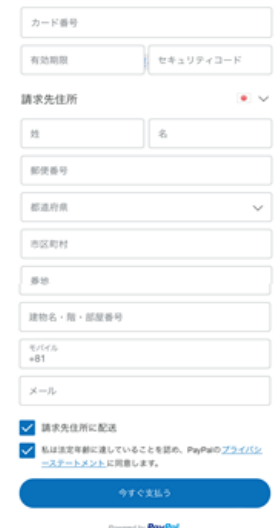 カード番号
有効期限
セキュリティコード
請求先住所
姓
名
郵便番号
都道府県
市区町村
番地
建物名・階・部屋番号
モバイル
+81
メール
請求先住所に配送
私は法定年齢に達していることを認め、PayPalのプライバシ
ーステートメントに同意します。
今すぐ支払う
Powered by PayPal